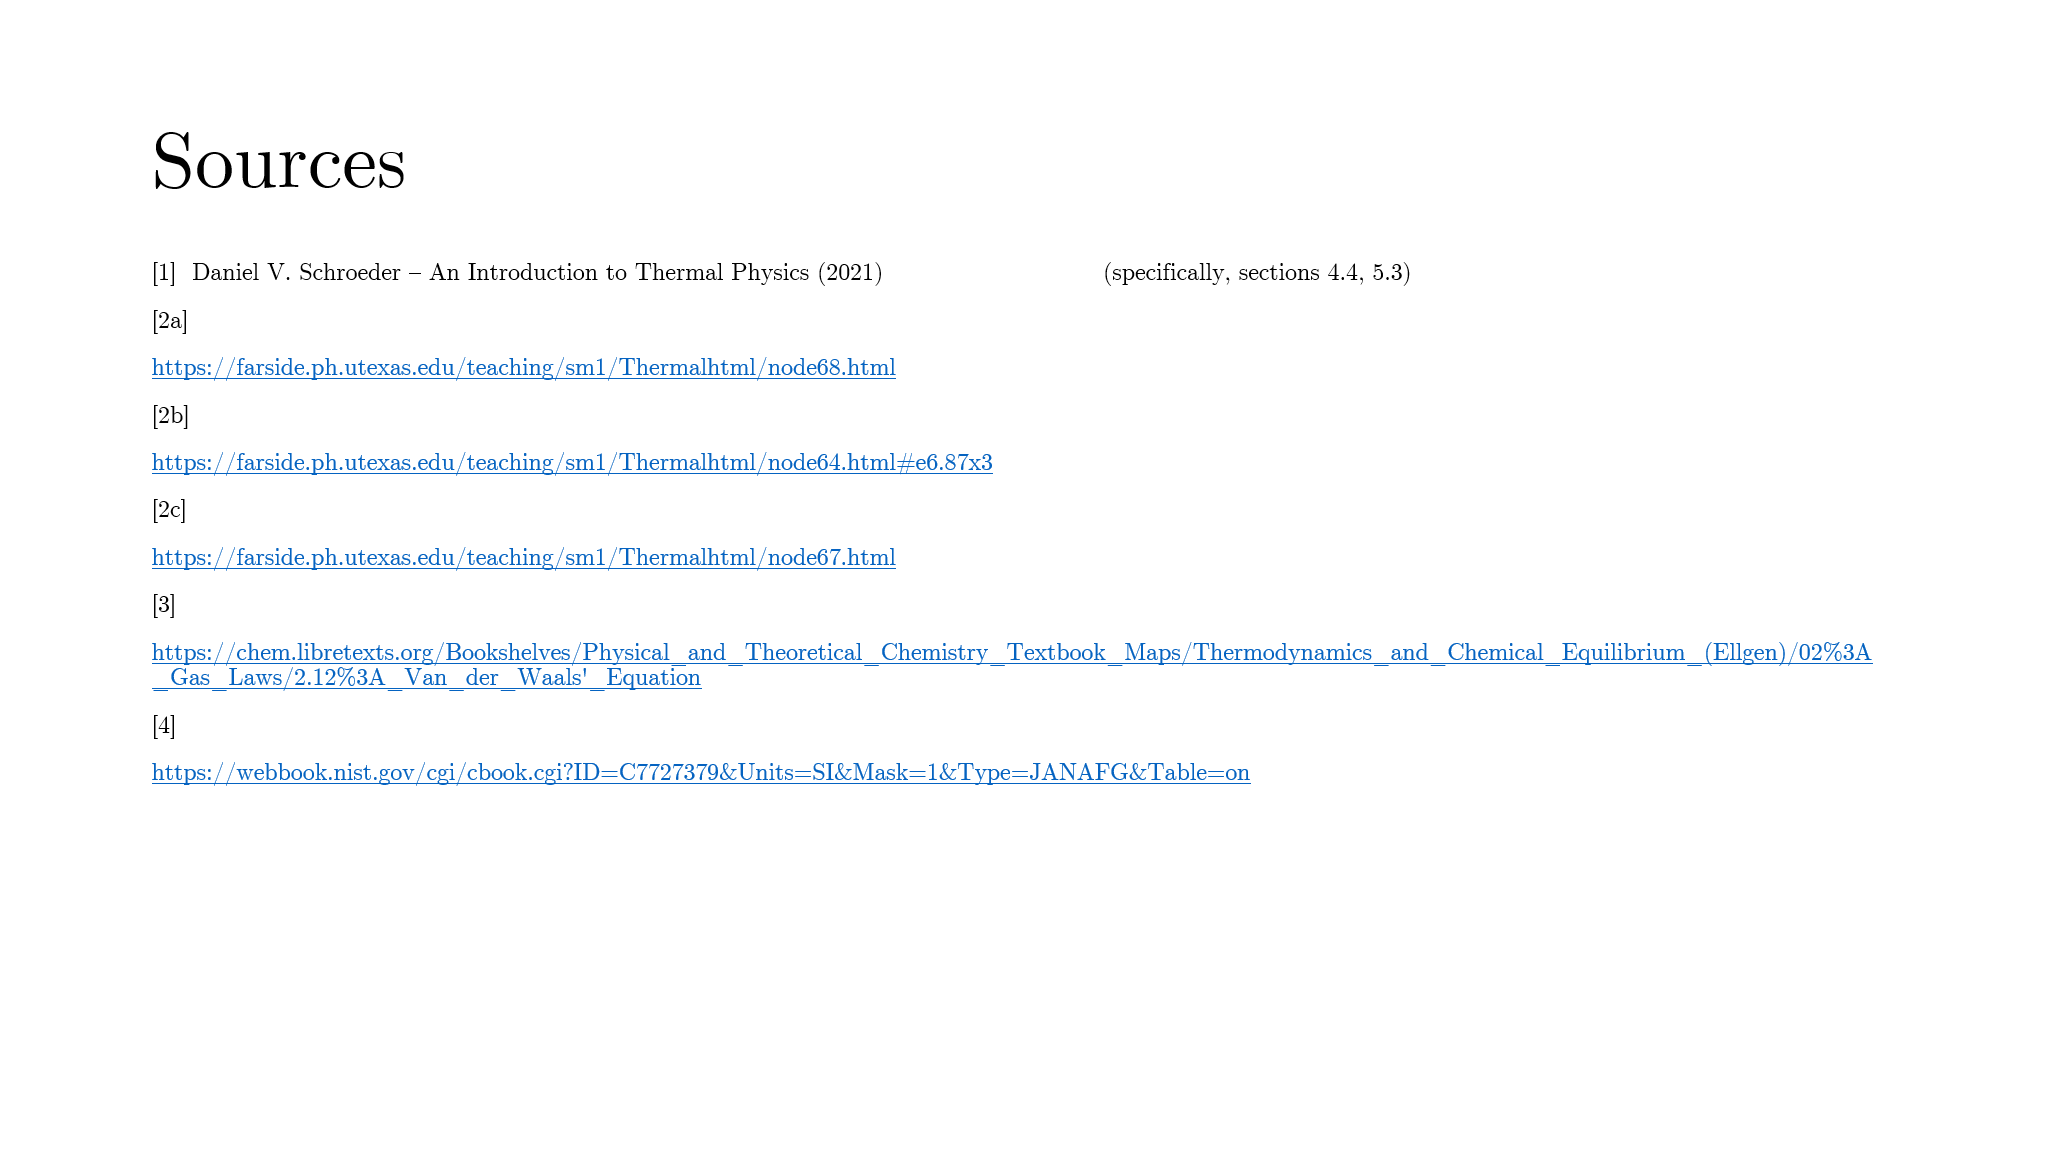 Sources
[1] Daniel V. Schroeder – An Introduction to Thermal Physics (2021) (specifically, sections 4.4, 5.3)
[2a]
https://farside.ph.utexas.edu/teaching/sm1/Thermalhtml/node68.html
[2b]
https://farside.ph.utexas.edu/teaching/sm1/Thermalhtml/node64.html#e6.87x3
[2c]
https://farside.ph.utexas.edu/teaching/sm1/Thermalhtml/node67.html
[3]
https://chem.libretexts.org/Bookshelves/Physical_and_Theoretical_Chemistry_Textbook_Maps/Thermodynamics_and_Chemical_Equilibrium_(Ellgen)/02%3A
_Gas_Laws/2.12%3A_Van_der_Waals'_Equation
[4]
https://webbook.nist.gov/cgi/cbook.cgi?ID=C7727379&Units=SI&Mask=1&Type=JANAFG&Table=on